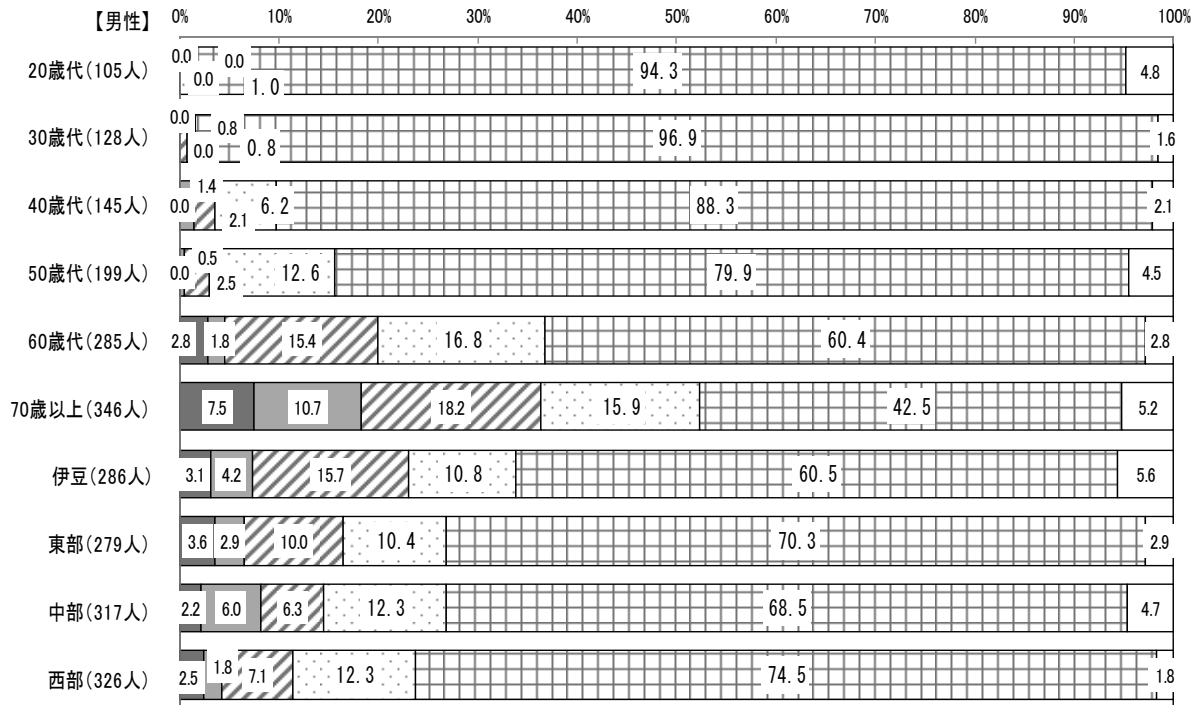 【男性】 0% 10% 20% 30% 40% 50% 60% 70% 80% 90% 100%
20歳代(105人) 0.0 0.0 0.0 1.0 94.3 4.8
30歳代(128人) 0.0 0.8 0.0 0.8 96.9 1.6
40歳代(145人) 0.0 1.4 2.1 6.2 88.3 2.1
50歳代(199人) 0.0 0.5 2.5 12.6 79.9 4.5
60歳代(285人) 2.8 1.8 15.4 16.8 60.4 2.8
70歳以上(346人) 7.5 10.7 18.2 15.9 42.5 5.2
伊豆(286人) 3.1 4.2 15.7 10.8 60.5 5.6
東部(279人) 3.6 2.9 10.0 10.4 70.3 2.9
中部(317人) 2.2 6.0 6.3 12.3 68.5 4.7
西部(326人) 2.5 1.8 7.1 12.3 74.5 1.8